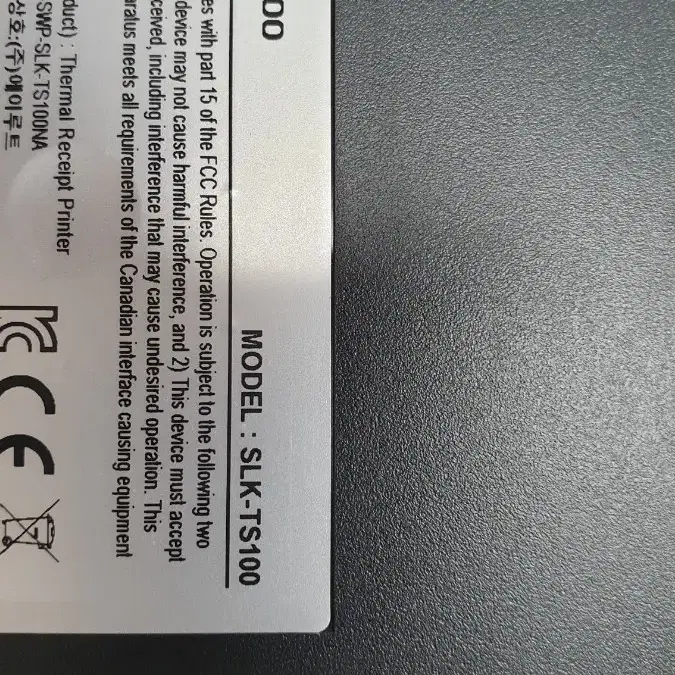 DO
MODEL : SLK-TS100
es with part 15 of the FCC Rules. Operation is subject to the following two
device may not cause harmful interference, and 2) This device must accept
ceived, including interference that may cause undesired operation. This
aratus meets all requirements of the Canadian interface causing equipment
duct) : Thermal Receipt Printer
SWP-SLK-TS100NA
상호:(주)에이루트
CE